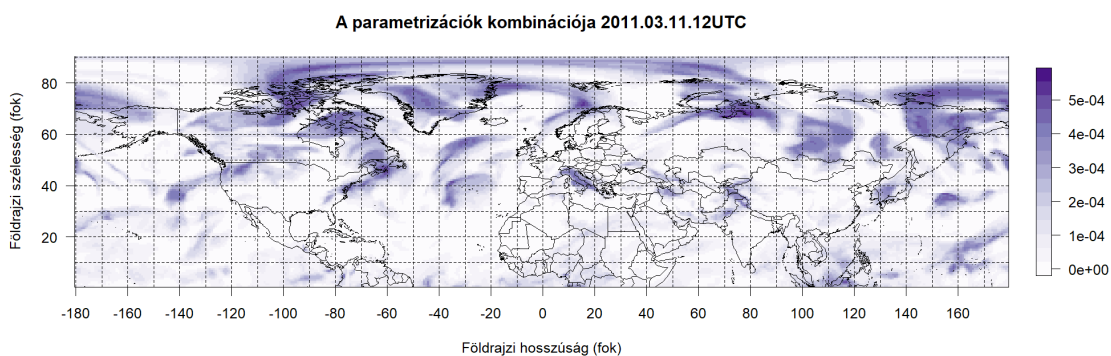 A parametrizációk kombinációja 2011.03.11.12UTC
Földrajzi szélesség (fok)
80
60
40
20
-180 -160 -140 -120 -100 -80 -60 -40 -20 0 20 40 60 80 100 120 140 160
Földrajzi hosszúság (fok)
5e-04
4e-04
3e-04
2e-04
1e-04
0e+00